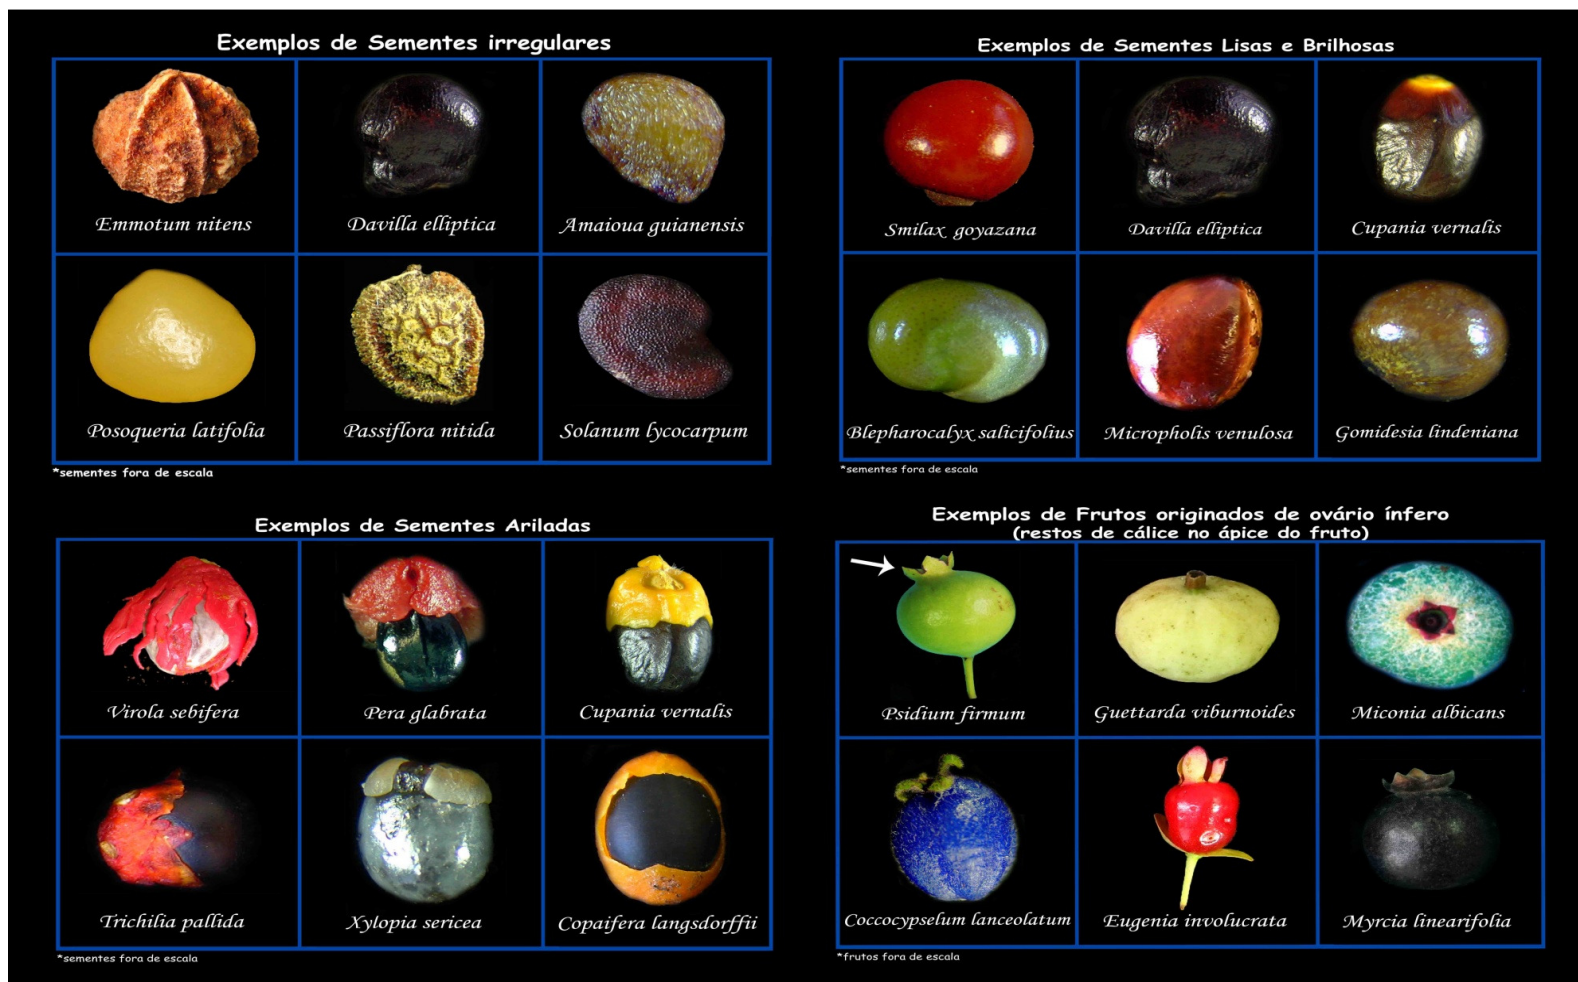 Exemplos de Sementes irregulares
Emmotum nitens
Davilla elliptica
Amaioua guianensis
Posoqueria latifolia
Passiflora nitida
Solanum lycocarpum
*sementes fora de escala
Exemplos de Sementes Lisas e Brilhosas
Smilax goyazana
Davilla elliptica
Cupania vernalis
Blepharocalyx salicifolius
Micropholis venulosa
Gomidesia lindeniana
*sementes fora de escala
Exemplos de Sementes Ariladas
Virola sebifera
Pera glabrata
Cupania vernalis
Trichilia pallida
Xylopia sericea
Copaifera langsdorffii
*sementes fora de escala
Exemplos de Frutos originados de ovário ínfero
(restos de cálice no ápice do fruto)
Psidium firmum
Guettarda viburnoides
Miconia albicans
Coccocypselum lanceolatum
Eugenia involucrata
Myrcia linearifolia
*frutos fora de escala